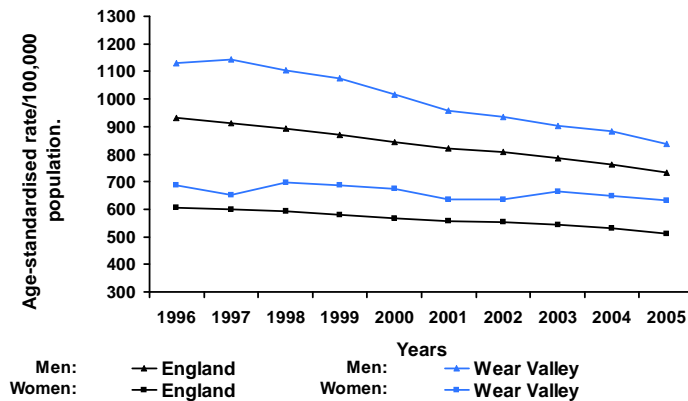 Age-standardised rate/100,000
population.
1300
1200
1100
1000
900
800
700
600
500
400
300
1996 1997 1998 1999 2000 2001 2002 2003 2004 2005
Years
Men: England Men: Wear Valley
Women: England Women: Wear Valley